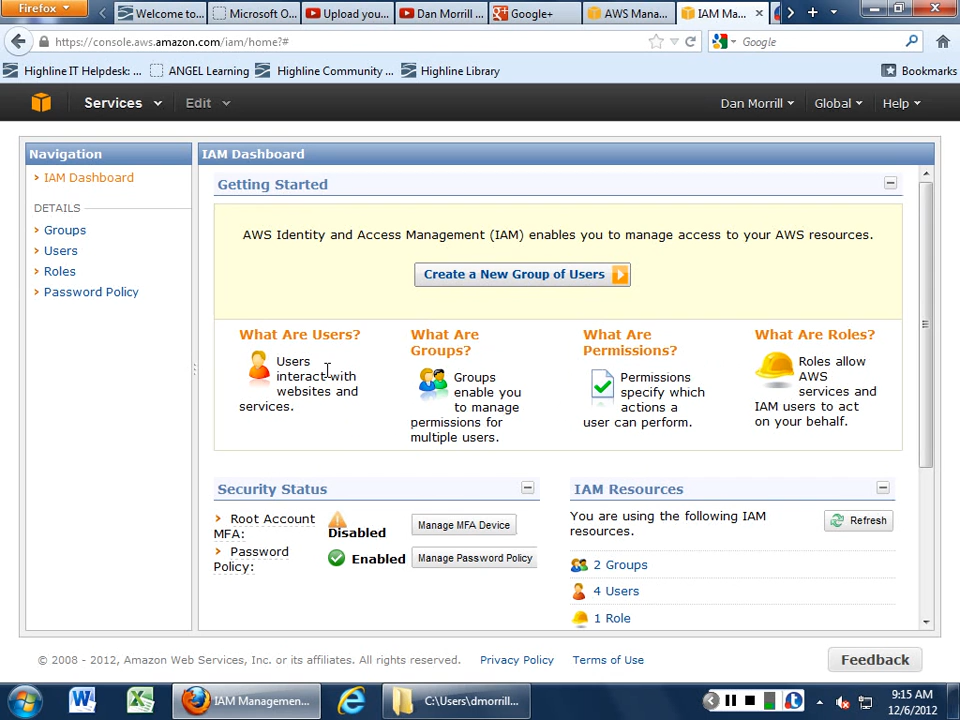 Firefox
Welcome to...
Microsoft O...
Upload you...
Dan Morrill ...
Google+
AWS Mana...
IAM Ma...
https://console.aws.amazon.com/iam/home?#
Google
Highline IT Helpdesk: ...
ANGEL Learning
Highline Community ...
Highline Library
Bookmarks
Services
Edit
Dan Morrill
Global
Help
Navigation
IAM Dashboard
DETAILS
Groups
Users
Roles
Password Policy
IAM Dashboard
Getting Started
AWS Identity and Access Management (IAM) enables you to manage access to your AWS resources.
Create a New Group of Users
What Are Users?
Users
interact with
websites and
services.
What Are
Groups?
Groups
enable you
to manage
permissions for
multiple users.
What Are
Permissions?
Permissions
specify which
actions a
user can perform.
What Are Roles?
Roles allow
AWS
services and
IAM users to act
on your behalf.
Security Status
Root Account
MFA:
Disabled
Manage MFA Device
Password
Policy:
Enabled
Manage Password Policy
IAM Resources
You are using the following IAM
resources.
Refresh
2 Groups
4 Users
1 Role
© 2008 - 2012, Amazon Web Services, Inc. or its affiliates. All rights reserved.
Privacy Policy
Terms of Use
Feedback
IAM Managemen...
C:\Users\dmorrill...
9:15 AM
12/6/2012